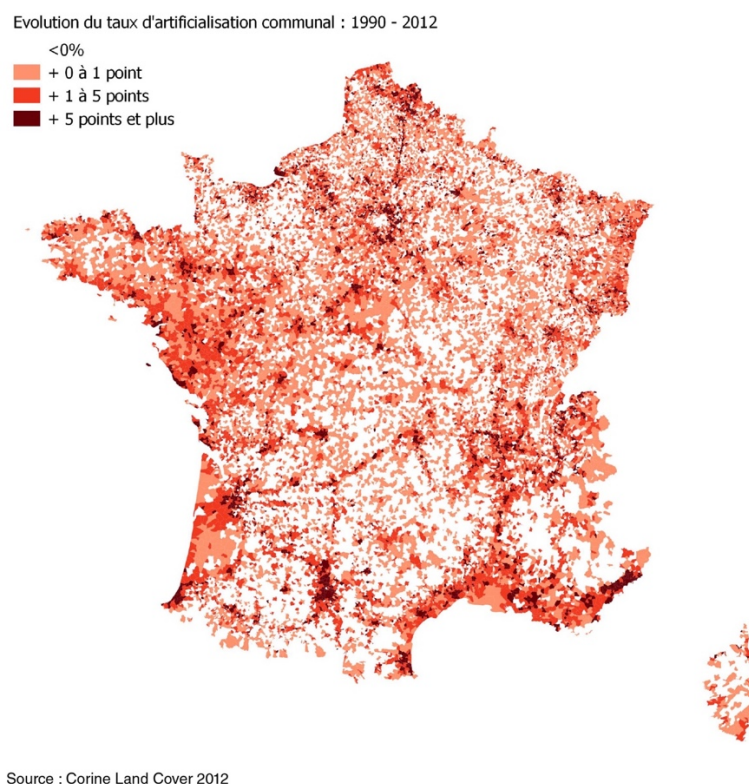 Evolution du taux d'artificialisation communal : 1990 - 2012
<0%
+ 0 à 1 point
+ 1 à 5 points
+ 5 points et plus
Source : Corine Land Cover 2012